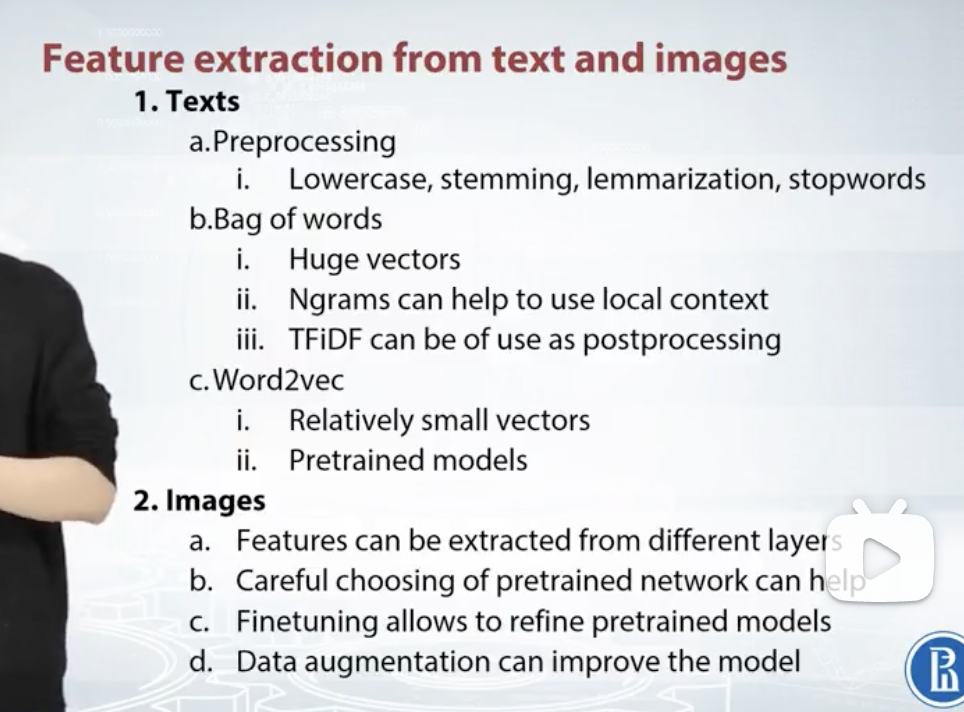 Feature extraction from text and images
1. Texts
a.Preprocessing
i. Lowercase, stemming, lemmarization, stopwords
b.Bag of words
i. Huge vectors
ii. Ngrams can help to use local context
iii. TFiDF can be of use as postprocessing
c.Word2vec
i. Relatively small vectors
ii. Pretrained models
2. Images
a. Features can be extracted from different layers
b. Careful choosing of pretrained network can help
c. Finetuning allows to refine pretrained models
d. Data augmentation can improve the model